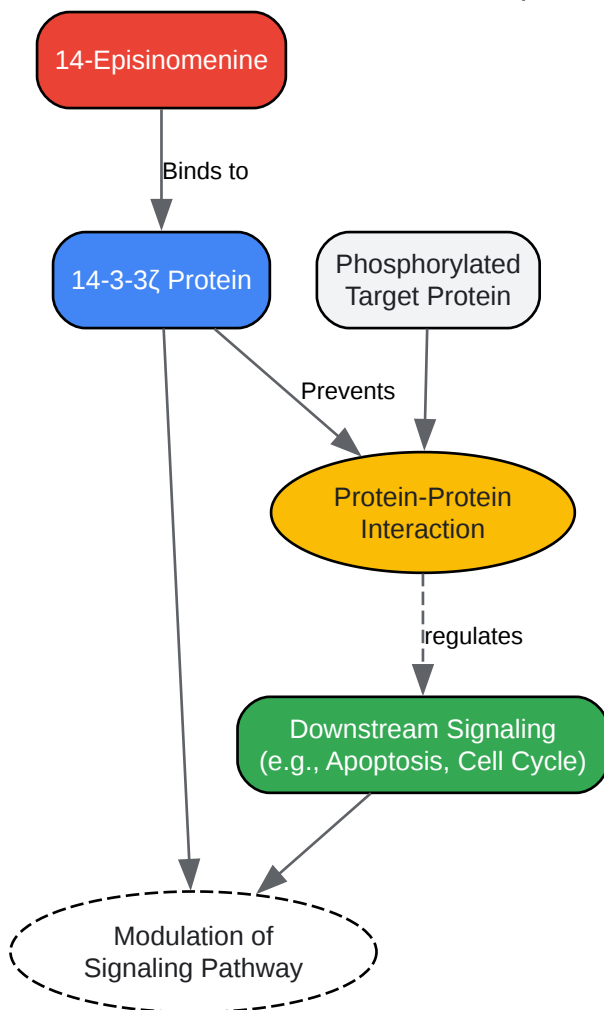 14-Episinomenine
Binds to
14-3-3ζ Protein
Phosphorylated
Target Protein
Prevents
Protein-Protein
Interaction
regulates
Downstream Signaling
(e.g., Apoptosis, Cell Cycle)
Modulation of
Signaling Pathway